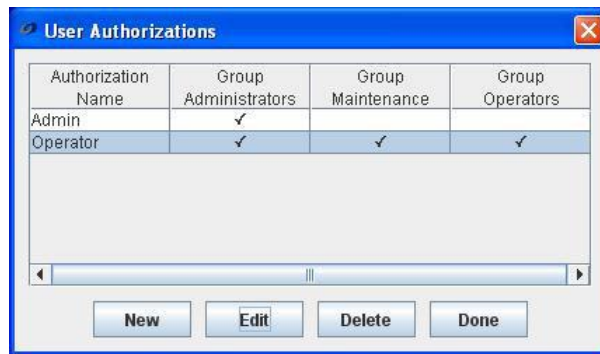 User Authorizations
Authorization Name Group Administrators Group Maintenance Group Operators
Admin ✓
Operator ✓ ✓ ✓
New Edit Delete Done